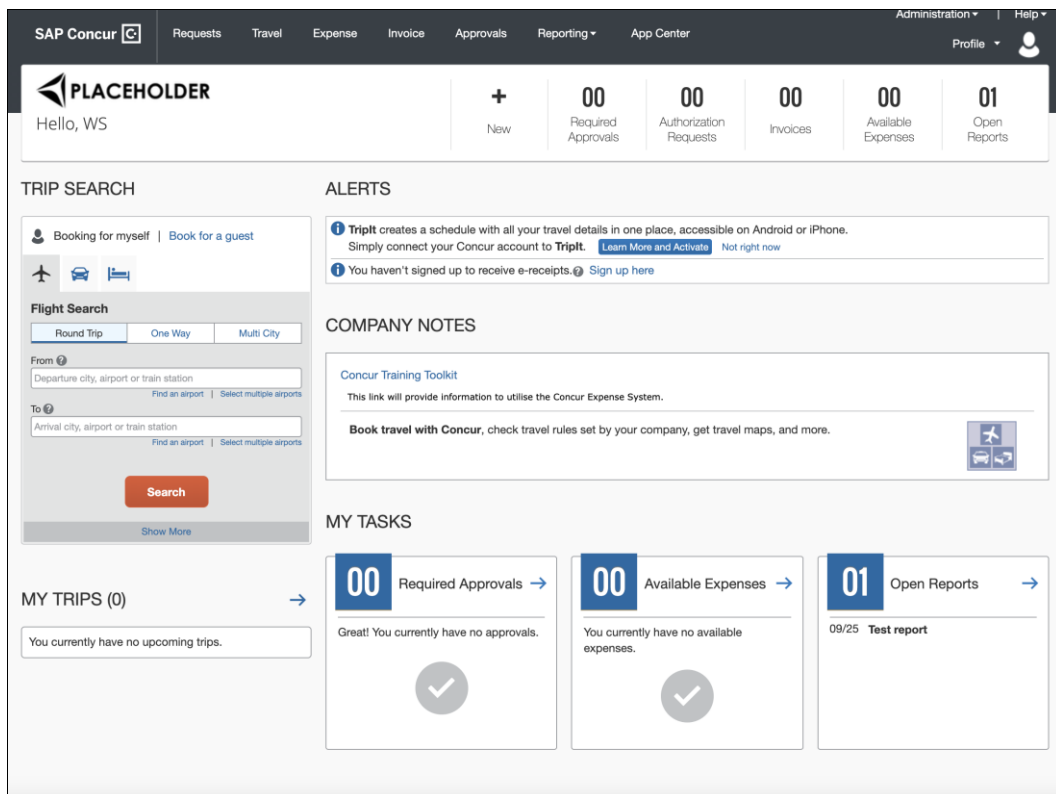 Administration | Help
SAP Concur C Requests Travel Expense Invoice Approvals Reporting App Center
Profile
PLACEHOLDER
Hello, WS
+
New
00
Required
Approvals
00
Authorization
Requests
00
Invoices
00
Available
Expenses
01
Open
Reports
TRIP SEARCH
Booking for myself | Book for a guest
Flight Search
Round Trip One Way Multi City
From ?
Departure city, airport or train station
Find an airport | Select multiple airports
To ?
Arrival city, airport or train station
Find an airport | Select multiple airports
Search
Show More
MY TRIPS (0)
You currently have no upcoming trips.
ALERTS
i TripIt creates a schedule with all your travel details in one place, accessible on Android or iPhone.
Simply connect your Concur account to TripIt. Learn More and Activate Not right now
i You haven't signed up to receive e-receipts. ? Sign up here
COMPANY NOTES
Concur Training Toolkit
This link will provide information to utilise the Concur Expense System.
Book travel with Concur, check travel rules set by your company, get travel maps, and more.
MY TASKS
00 Required Approvals
Great! You currently have no approvals.
00 Available Expenses
You currently have no available
expenses.
01 Open Reports
09/25 Test report